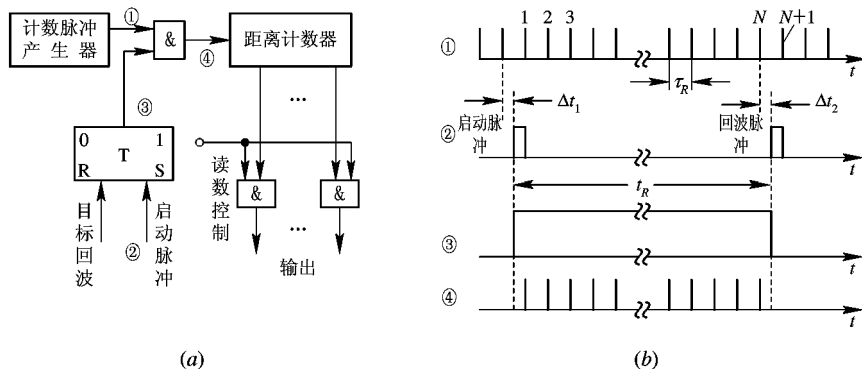 计数脉冲
产生器
①
&
④
距离计数器
③
0 1
T
R S
目标回波
②
启动脉冲
读数控制
...
& &
...
输出
(a)
1 2 3 N N+1
①
t
τR
Δt1 Δt2
启动脉冲
回波脉冲
②
t
tR
③
t
④
t
(b)